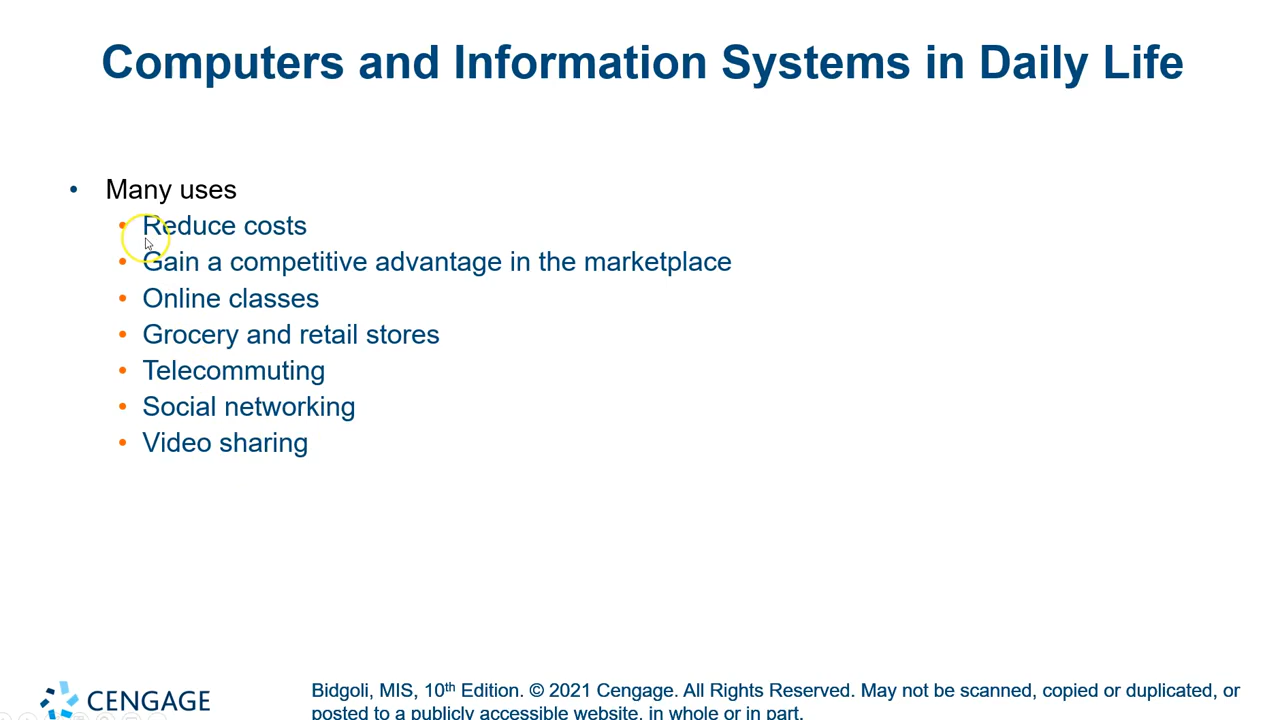 Computers and Information Systems in Daily Life
• Many uses
• Reduce costs
• Gain a competitive advantage in the marketplace
• Online classes
• Grocery and retail stores
• Telecommuting
• Social networking
• Video sharing
CENGAGE
Bidgoli, MIS, 10th Edition. © 2021 Cengage. All Rights Reserved. May not be scanned, copied or duplicated, or
posted to a publicly accessible website, in whole or in part.